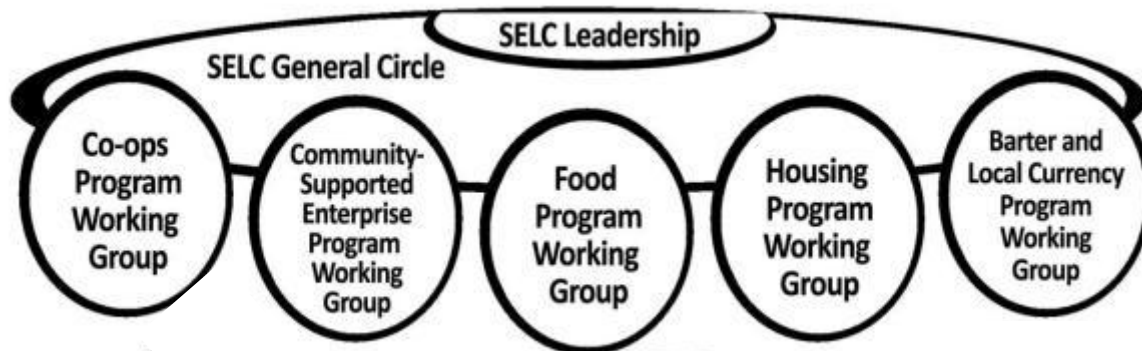 SELC Leadership
SELC General Circle
Co-ops
Program
Working
Group
Community-
Supported
Enterprise
Program
Working
Group
Food
Program
Working
Group
Housing
Program
Working
Group
Barter and
Local Currency
Program
Working
Group